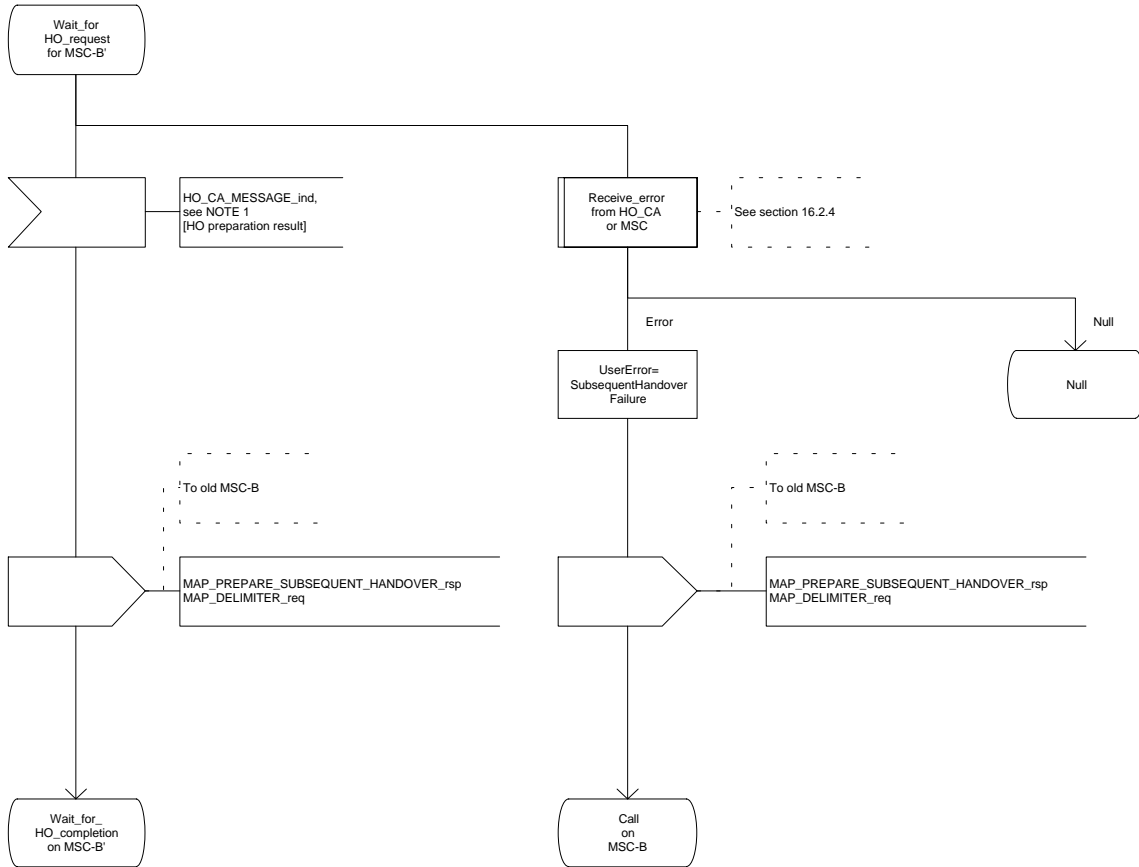 Wait_for
HO_request
for MSC-B'
HO_CA_MESSAGE_ind,
see NOTE 1
[HO preparation result]
Receive_error
from HO_CA
or MSC
See section 16.2.4
Error
Null
UserError=
SubsequentHandover
Failure
Null
To old MSC-B
To old MSC-B
MAP_PREPARE_SUBSEQUENT_HANDOVER_rsp
MAP_DELIMITER_req
MAP_PREPARE_SUBSEQUENT_HANDOVER_rsp
MAP_DELIMITER_req
Wait_for_
HO_completion
on MSC-B'
Call
on
MSC-B